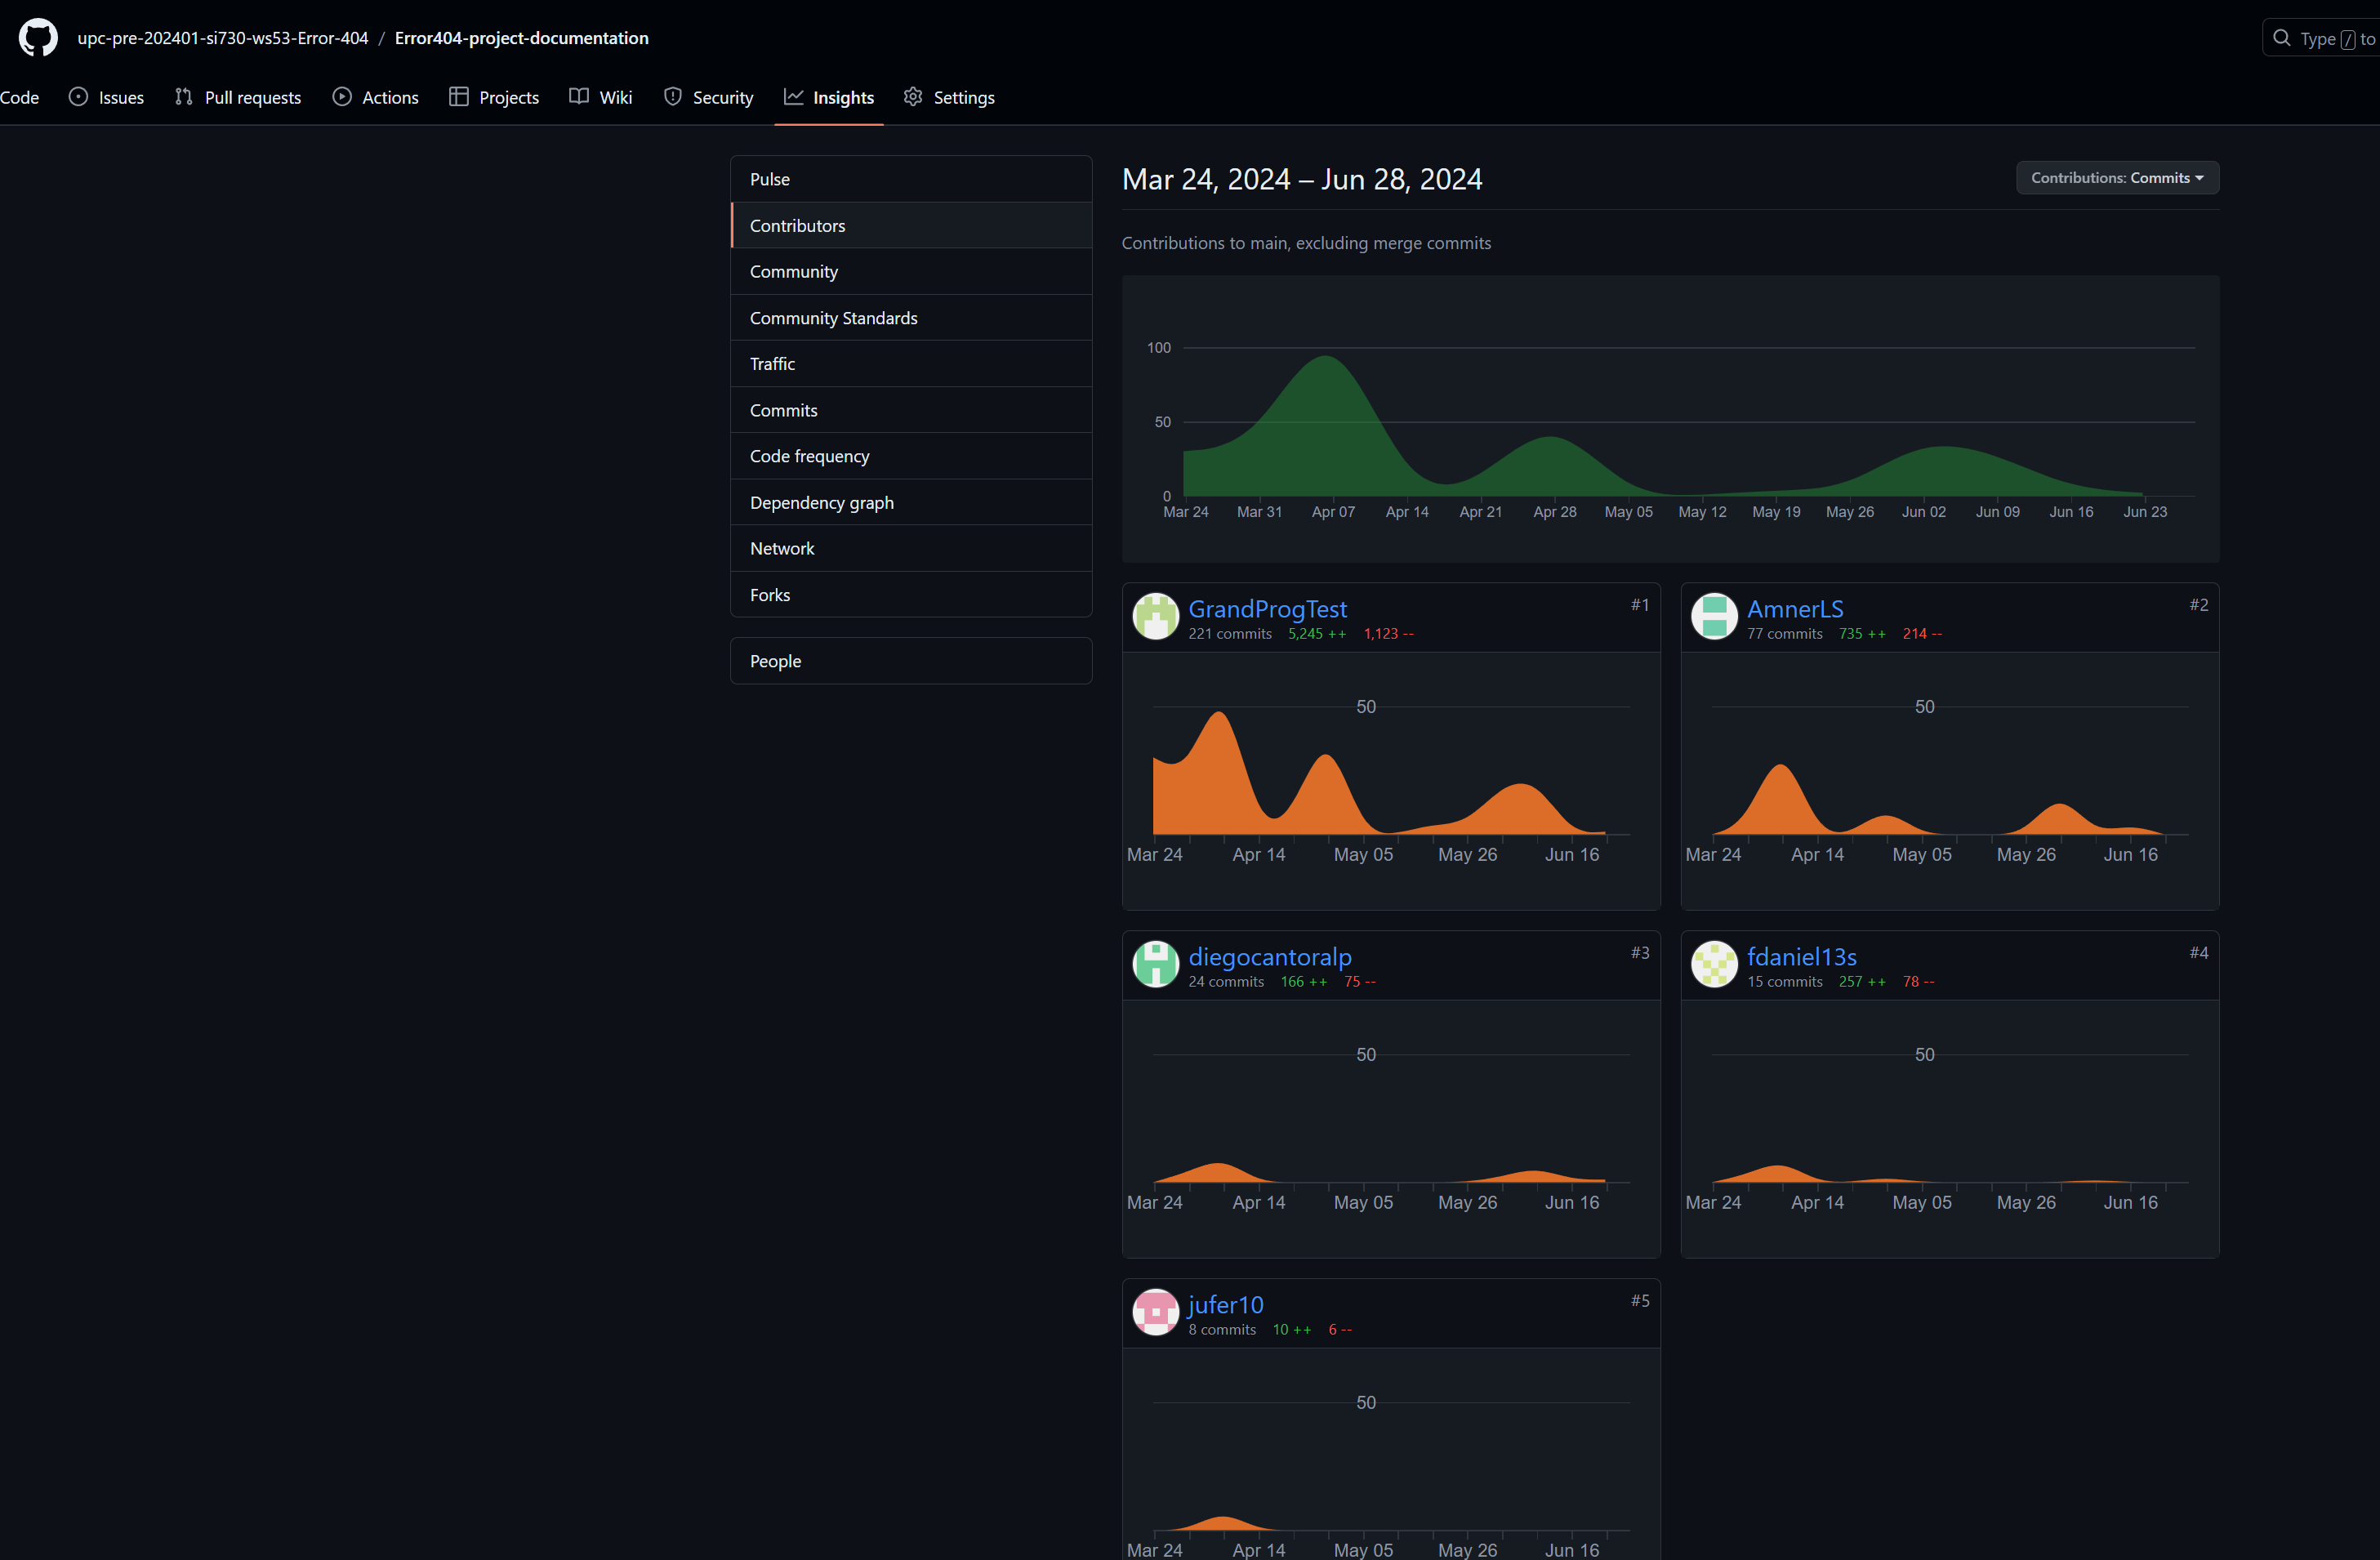 upc-pre-202401-si730-ws53-Error-404 / Error404-project-documentation
Type / to
Code Issues Pull requests Actions Projects Wiki Security Insights Settings
Pulse
Contributors
Community
Community Standards
Traffic
Commits
Code frequency
Dependency graph
Network
Forks
People
Mar 24, 2024 – Jun 28, 2024
Contributions: Commits
Contributions to main, excluding merge commits
100
50
0
Mar 24 Mar 31 Apr 07 Apr 14 Apr 21 Apr 28 May 05 May 12 May 19 May 26 Jun 02 Jun 09 Jun 16 Jun 23
GrandProgTest #1
221 commits 5,245 ++ 1,123 --
50
Mar 24 Apr 14 May 05 May 26 Jun 16
AmnerLS #2
77 commits 735 ++ 214 --
50
Mar 24 Apr 14 May 05 May 26 Jun 16
diegocantoralp #3
24 commits 166 ++ 75 --
50
Mar 24 Apr 14 May 05 May 26 Jun 16
fdaniel13s #4
15 commits 257 ++ 78 --
50
Mar 24 Apr 14 May 05 May 26 Jun 16
jufer10 #5
8 commits 10 ++ 6 --
50
Mar 24 Apr 14 May 05 May 26 Jun 16